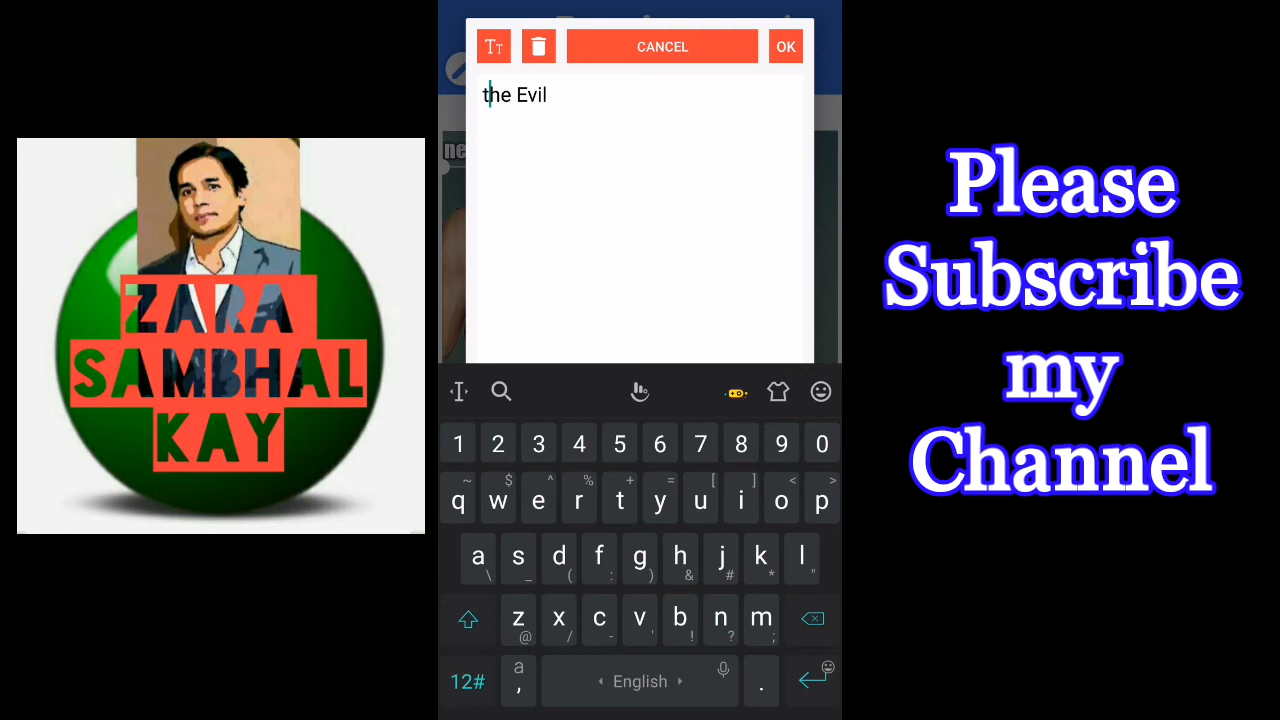 ZARA
SAMBHAL
KAY
CANCEL
OK
the Evil
ne
1 2 3 4 5 6 7 8 9 0
~ $ ^ % + = [ ] < >
q w e r t y u i o p
a s d f g h j k l
\ _ ( : ) & # * "
z x c v b n m
@ / - ' ! ? ;
12# a , English .
Please
Subscribe
my
Channel